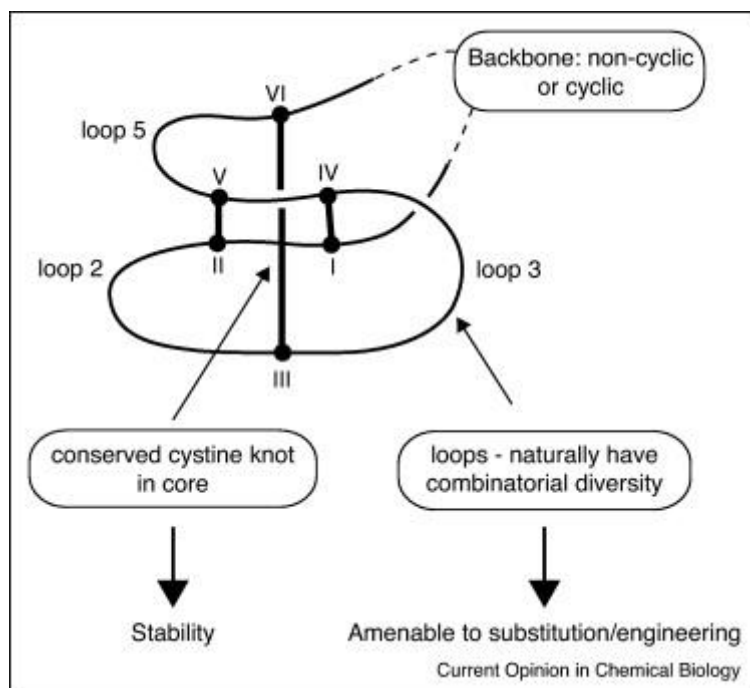 Backbone: non-cyclic
or cyclic
VI
loop 5
V
IV
II
I
loop 2
loop 3
III
conserved cystine knot
in core
loops - naturally have
combinatorial diversity
Stability
Amenable to substitution/engineering
Current Opinion in Chemical Biology